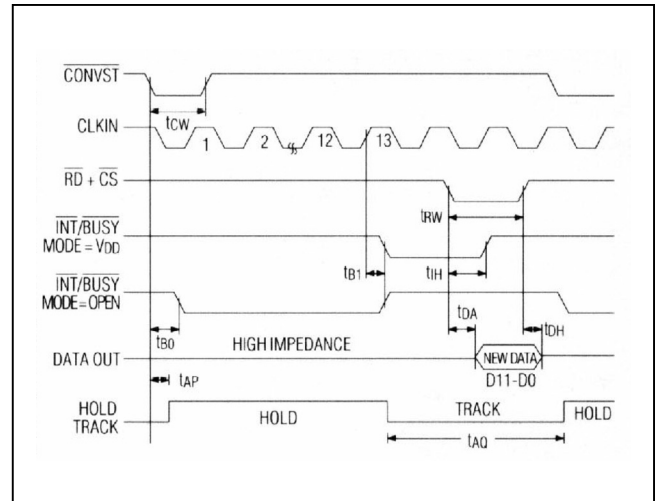 CONVST
tCW
CLKIN
1 2 12 13
RD + CS
tRW
INT/BUSY
MODE = VDD
tB1
tIH
INT/BUSY
MODE=OPEN
tDA
tB0
tDH
HIGH IMPEDANCE
DATA OUT
NEW DATA
D11-D0
tAP
HOLD
TRACK
HOLD
TRACK
HOLD
tAQ